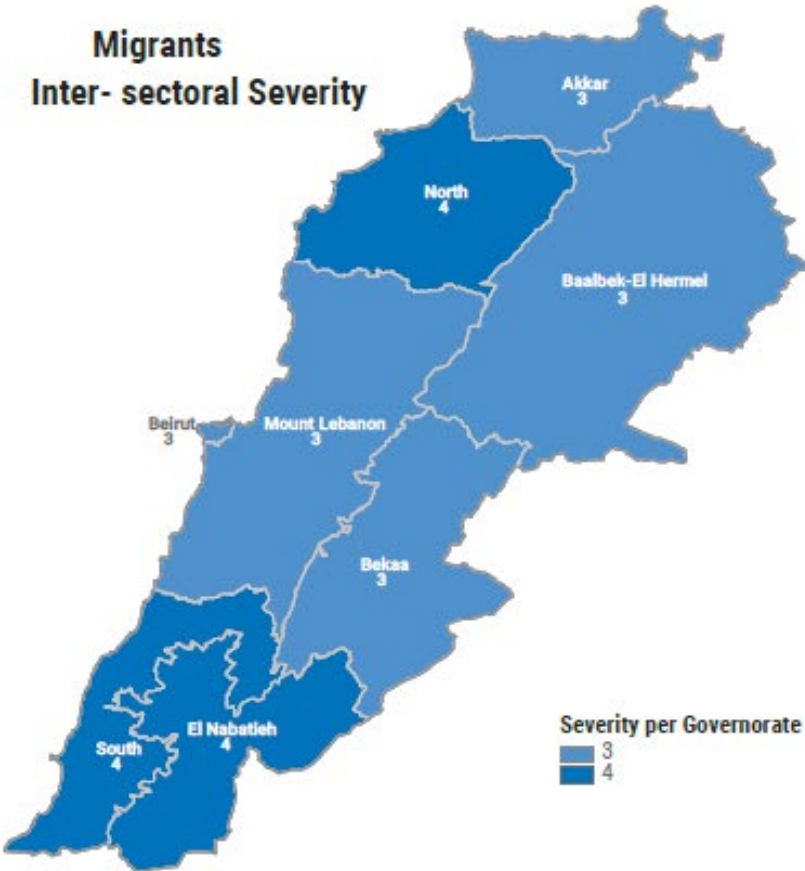 Migrants
Inter- sectoral Severity
Akkar
3
North
4
Baalbek-El Hermel
3
Beirut
3
Mount Lebanon
3
Bekaa
3
El Nabatieh
4
South
4
Severity per Governorate
3
4